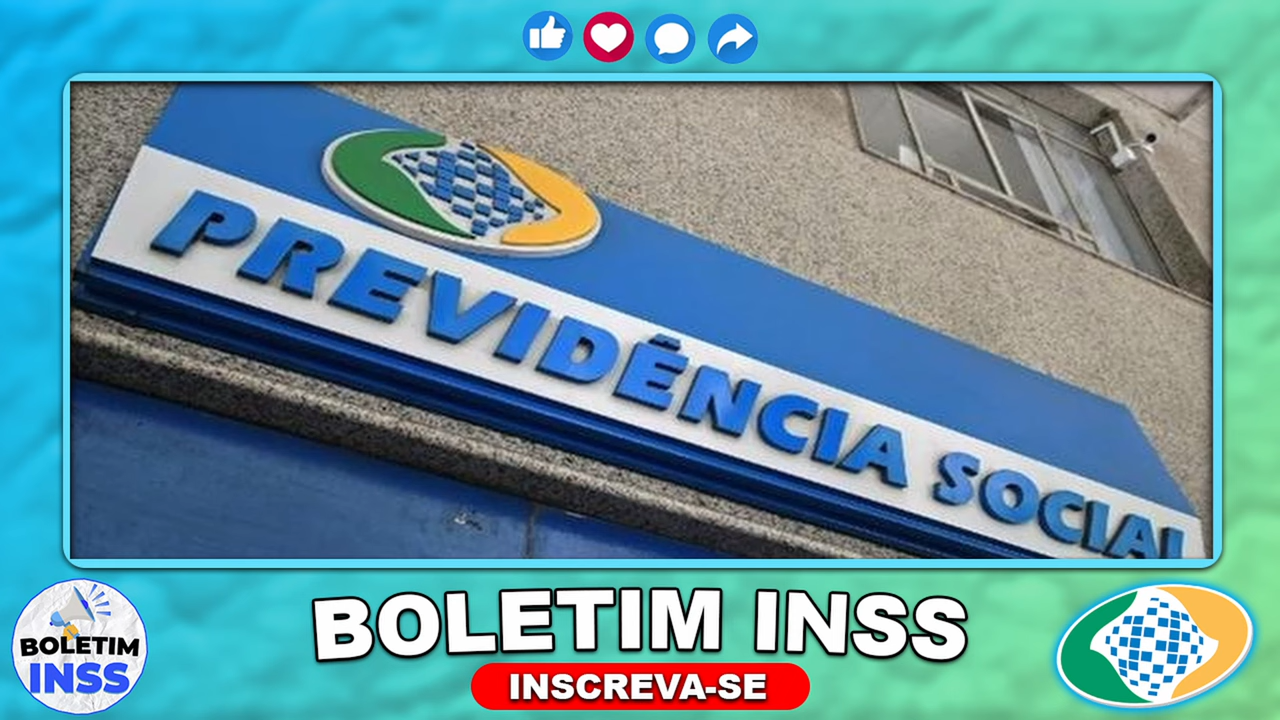 PREVIDÊNCIA SOCIAL
BOLETIM INSS
BOLETIM
INSS
INSCREVA-SE